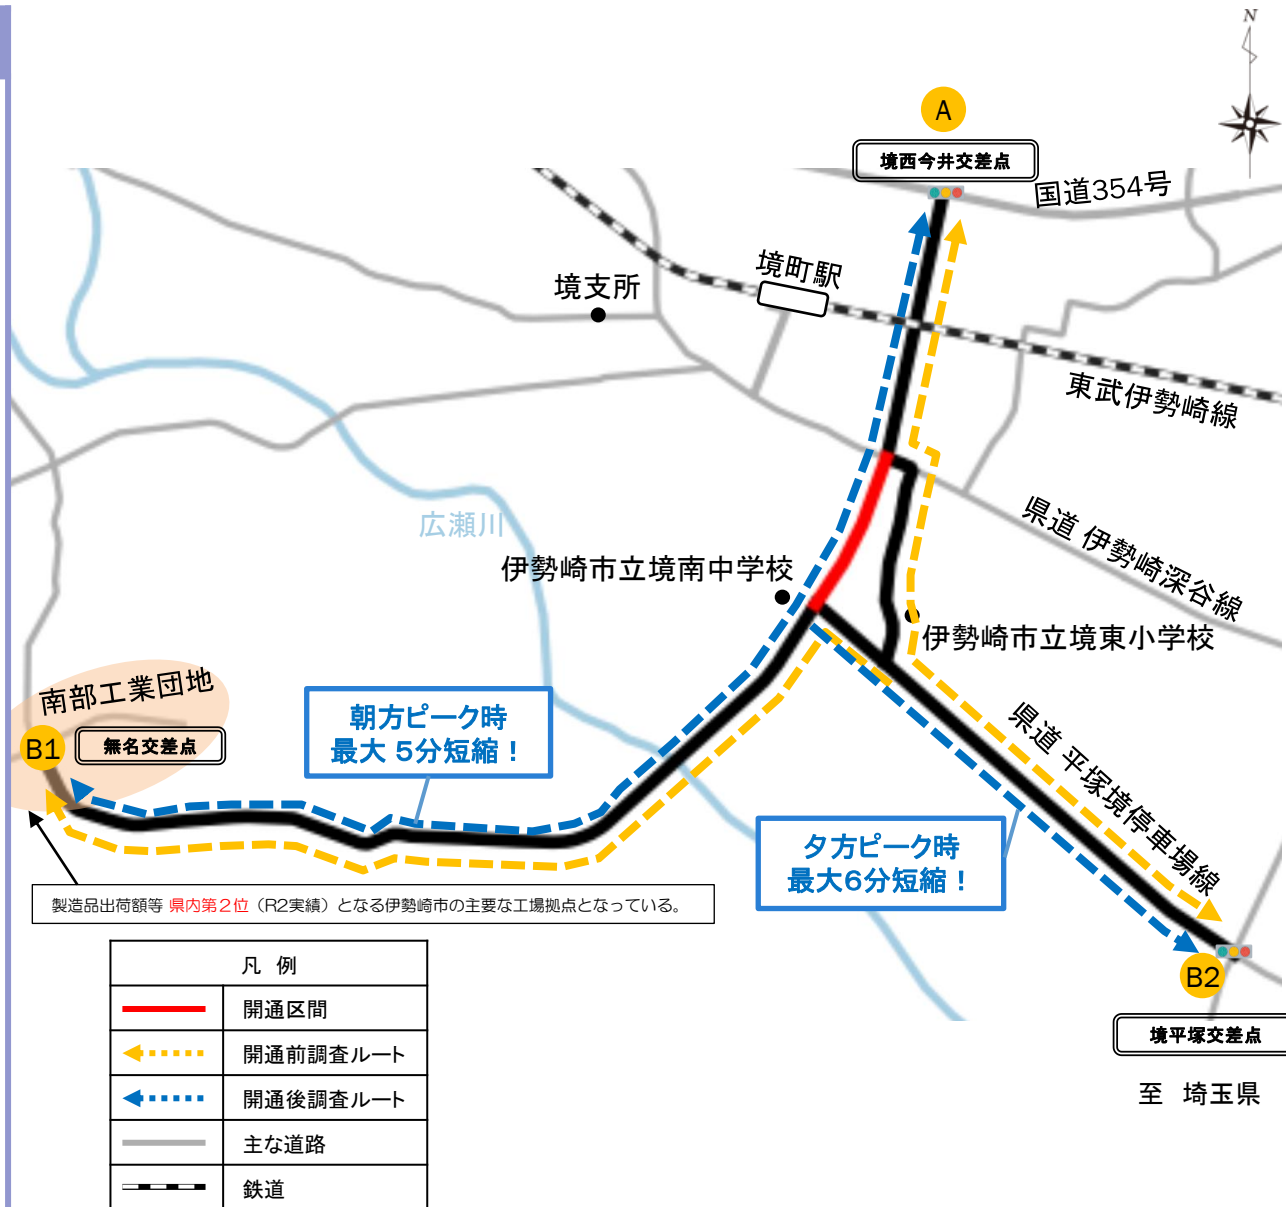 N
A
境西今井交差点
国道354号
境町駅
境支所
東武伊勢崎線
広瀬川
県道 伊勢崎深谷線
伊勢崎市立境南中学校
伊勢崎市立境東小学校
南部工業団地
B1
無名交差点
朝方ピーク時
最大 5分短縮！
県道 平塚境停車場線
夕方ピーク時
最大6分短縮！
製造品出荷額等 県内第２位（R2実績）となる伊勢崎市の主要な工場拠点となっている。
B2
境平塚交差点
至 埼玉県
凡 例
開通区間
開通前調査ルート
開通後調査ルート
主な道路
鉄道